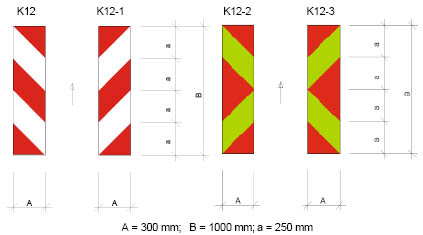 K12 K12-1 K12-2 K12-3
a a
a a
B B
a a
a a
A A A A
A = 300 mm; B = 1000 mm; a = 250 mm